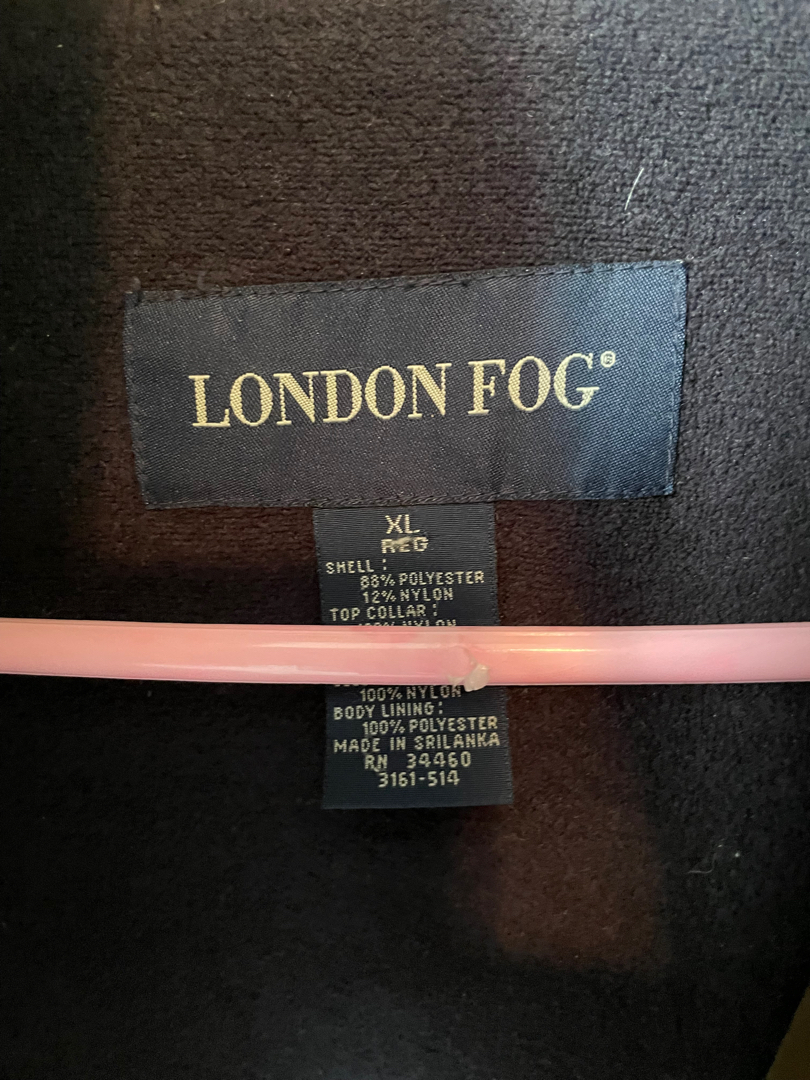 LONDON FOG®
XL
REG
SHELL:
88% POLYESTER
12% NYLON
TOP COLLAR:
100% NYLON
BODY LINING:
100% POLYESTER
MADE IN SRILANKA
RN 34460
3161-514